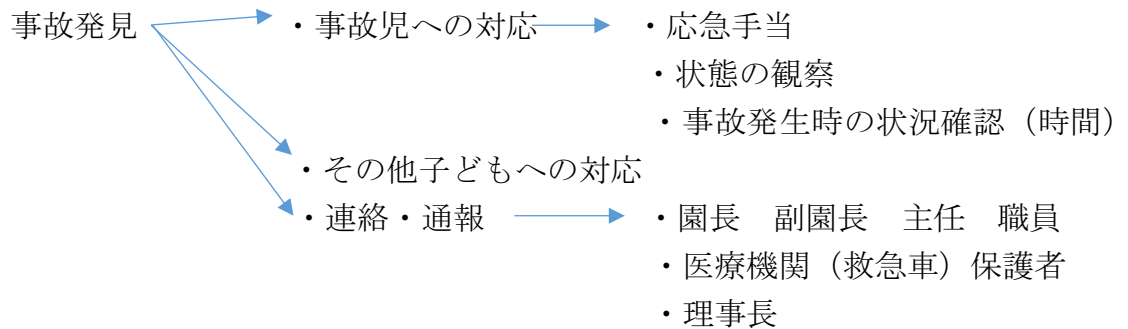 事故発見 ・事故児への対応 ・応急手当
・状態の観察
・事故発生時の状況確認（時間）
・その他子どもへの対応
・連絡・通報 ・園長　副園長　主任　職員
・医療機関（救急車）保護者
・理事長